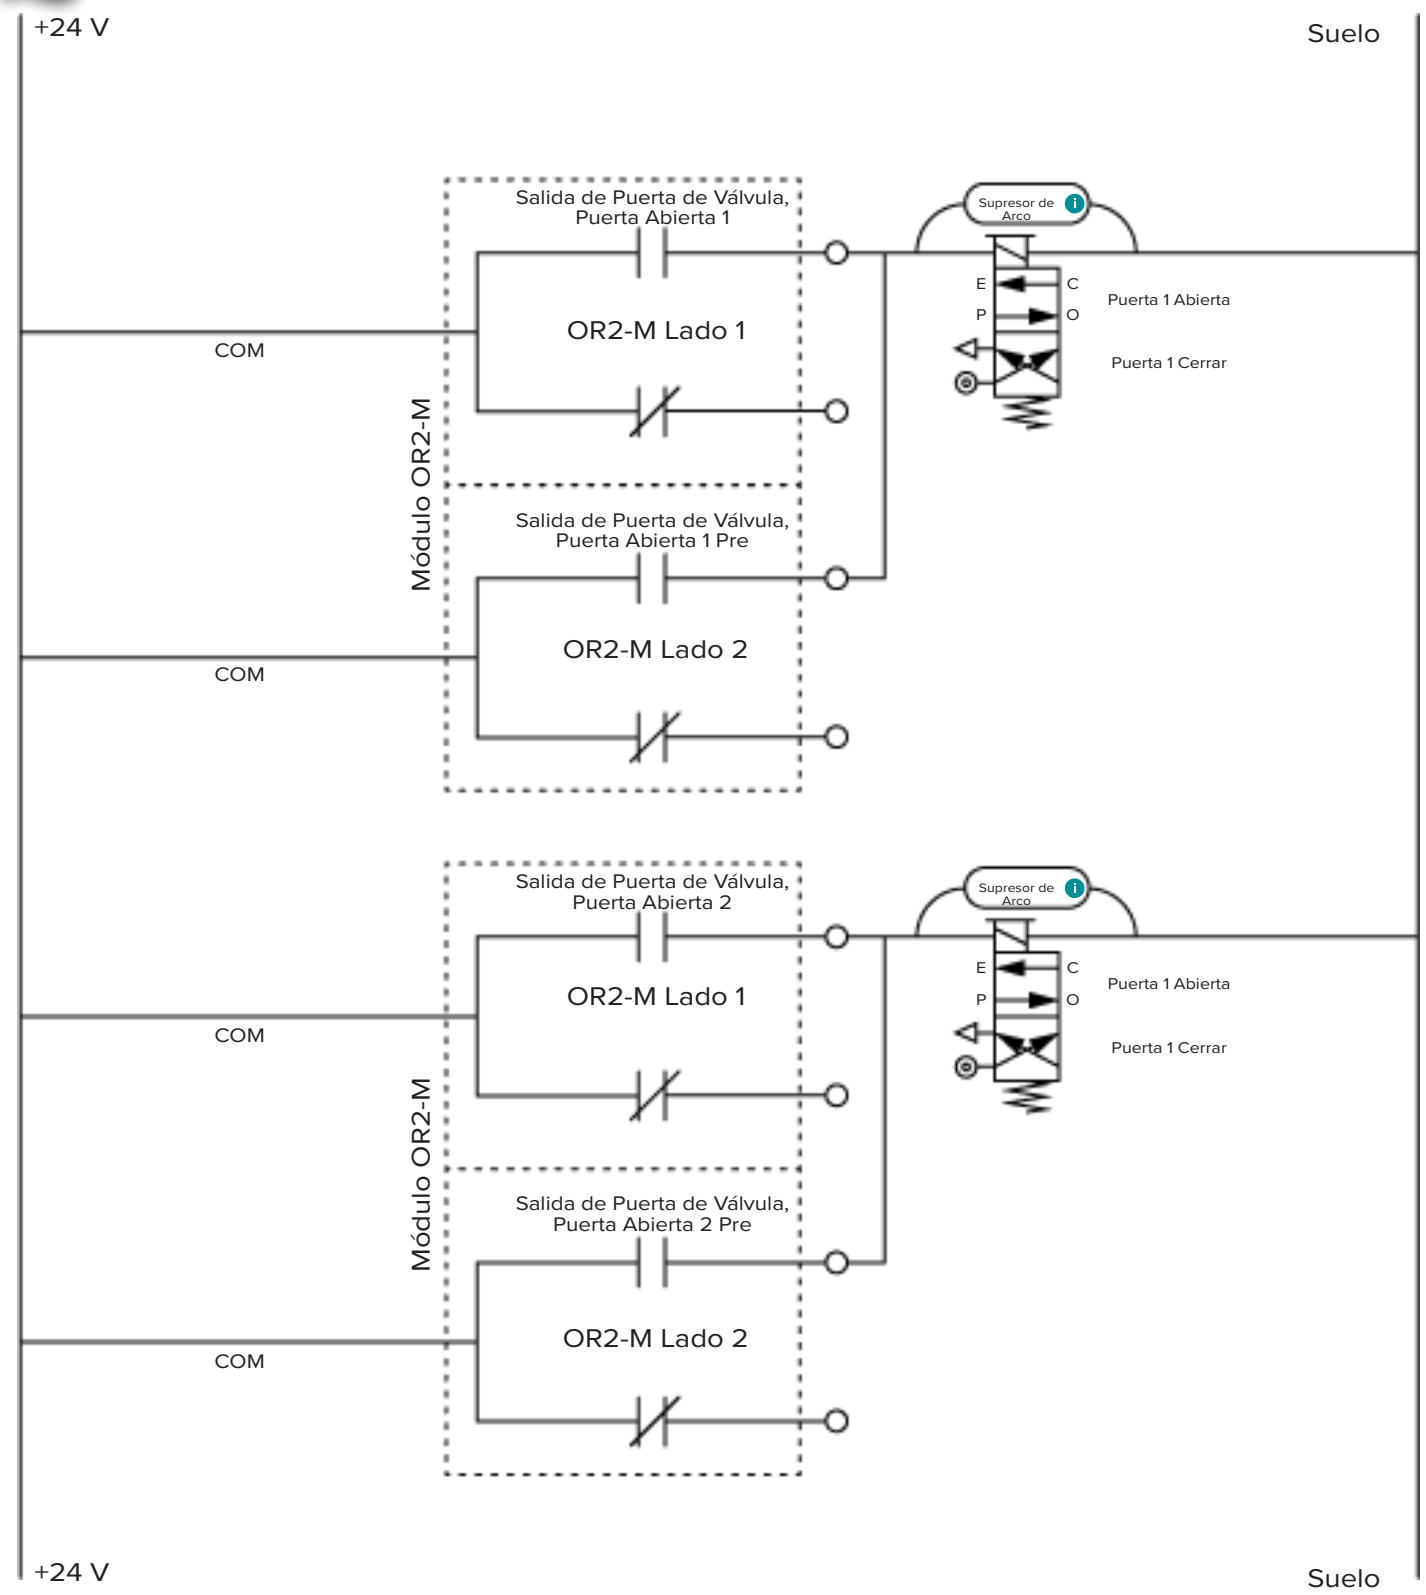 +24 V
Suelo
Salida de Puerta de Válvula,
Puerta Abierta 1
Supresor de
Arco
i
E
C
Puerta 1 Abierta
P
O
OR2-M Lado 1
COM
Puerta 1 Cerrar
Módulo OR2-M
Salida de Puerta de Válvula,
Puerta Abierta 1 Pre
OR2-M Lado 2
COM
Salida de Puerta de Válvula,
Puerta Abierta 2
Supresor de
Arco
i
E
C
Puerta 1 Abierta
P
O
OR2-M Lado 1
COM
Puerta 1 Cerrar
Módulo OR2-M
Salida de Puerta de Válvula,
Puerta Abierta 2 Pre
OR2-M Lado 2
COM
+24 V
Suelo